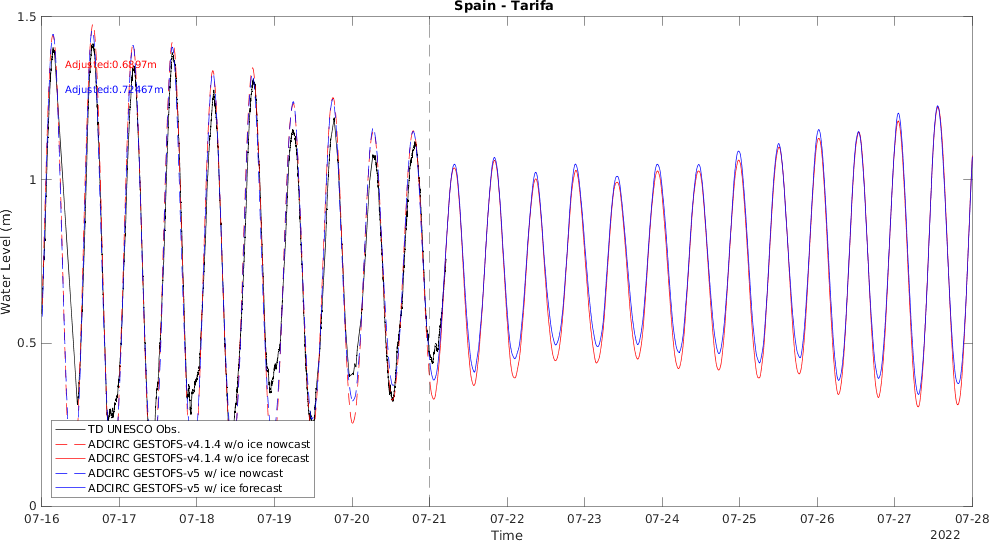 Spain - Tarifa
1.5
1
0.5
0
Water Level (m)
Adjusted:0.6897m
Adjusted:0.72467m
TD UNESCO Obs.
ADCIRC GESTOFS-v4.1.4 w/o ice nowcast
ADCIRC GESTOFS-v4.1.4 w/o ice forecast
ADCIRC GESTOFS-v5 w/ ice nowcast
ADCIRC GESTOFS-v5 w/ ice forecast
07-16 07-17 07-18 07-19 07-20 07-21 07-22 07-23 07-24 07-25 07-26 07-27 07-28
Time
2022